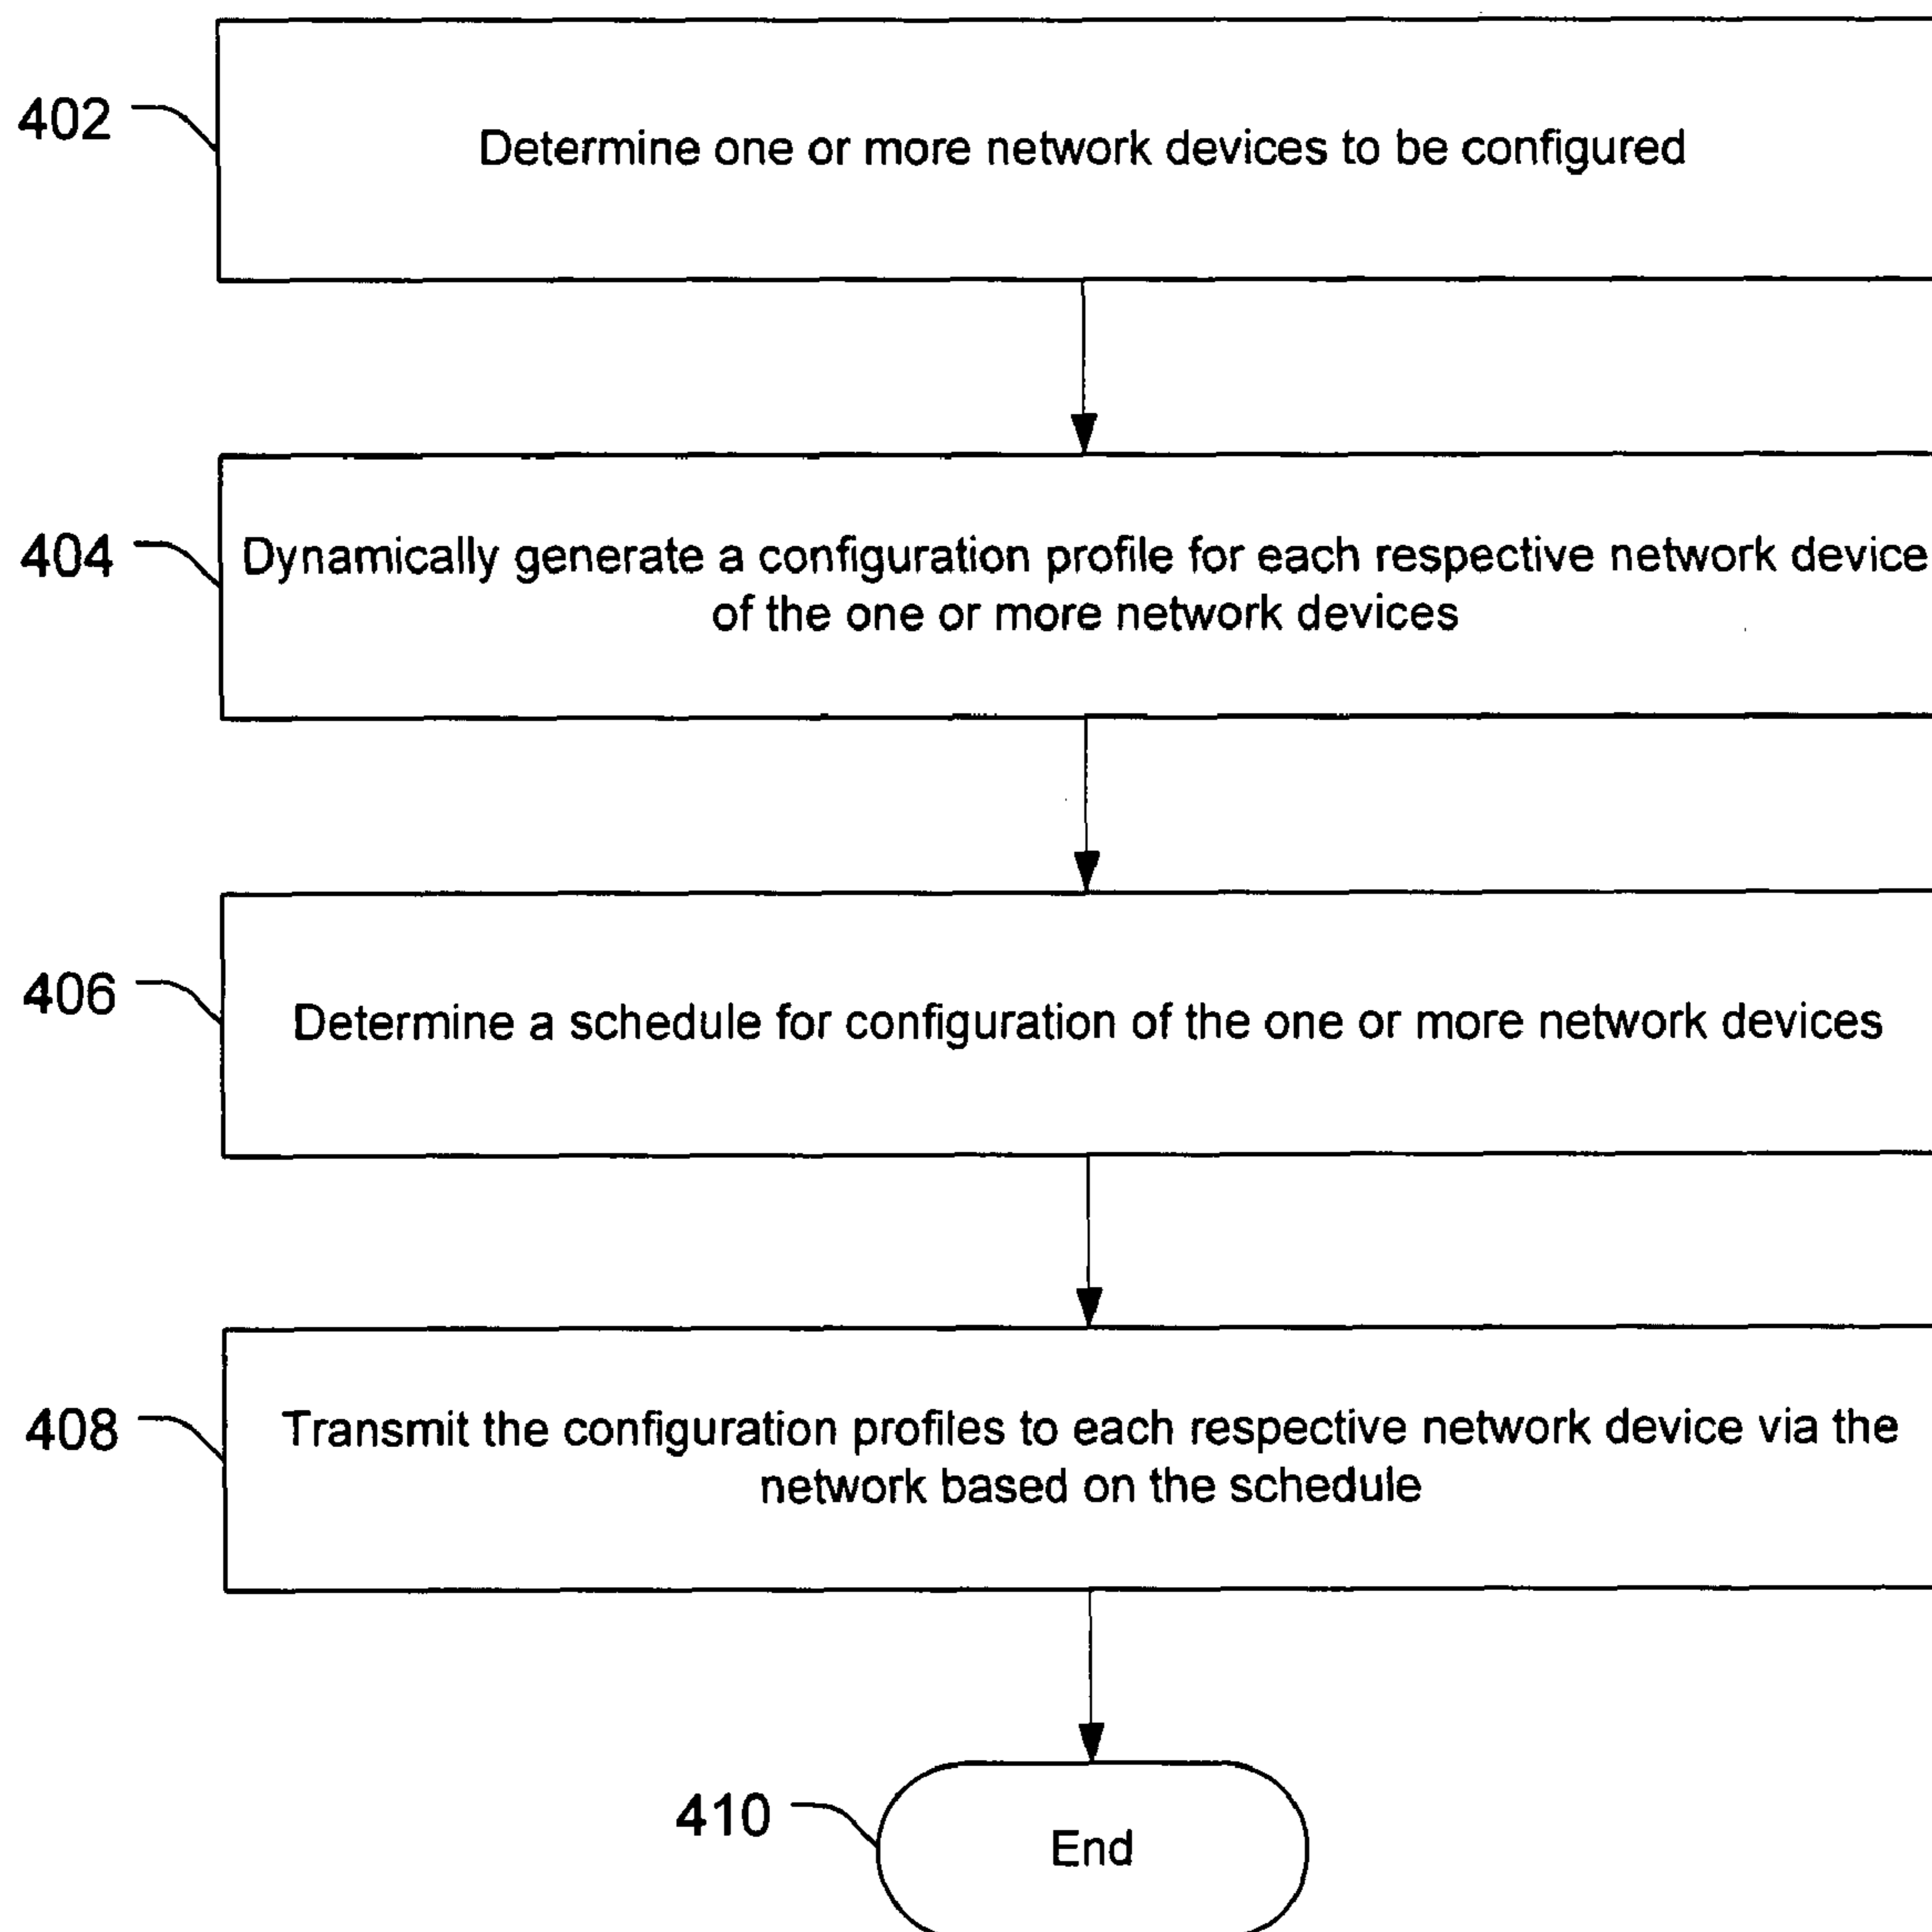 402
Determine one or more network devices to be configured
404
Dynamically generate a configuration profile for each respective network device
of the one or more network devices
406
Determine a schedule for configuration of the one or more network devices
408
Transmit the configuration profiles to each respective network device via the
network based on the schedule
410
End